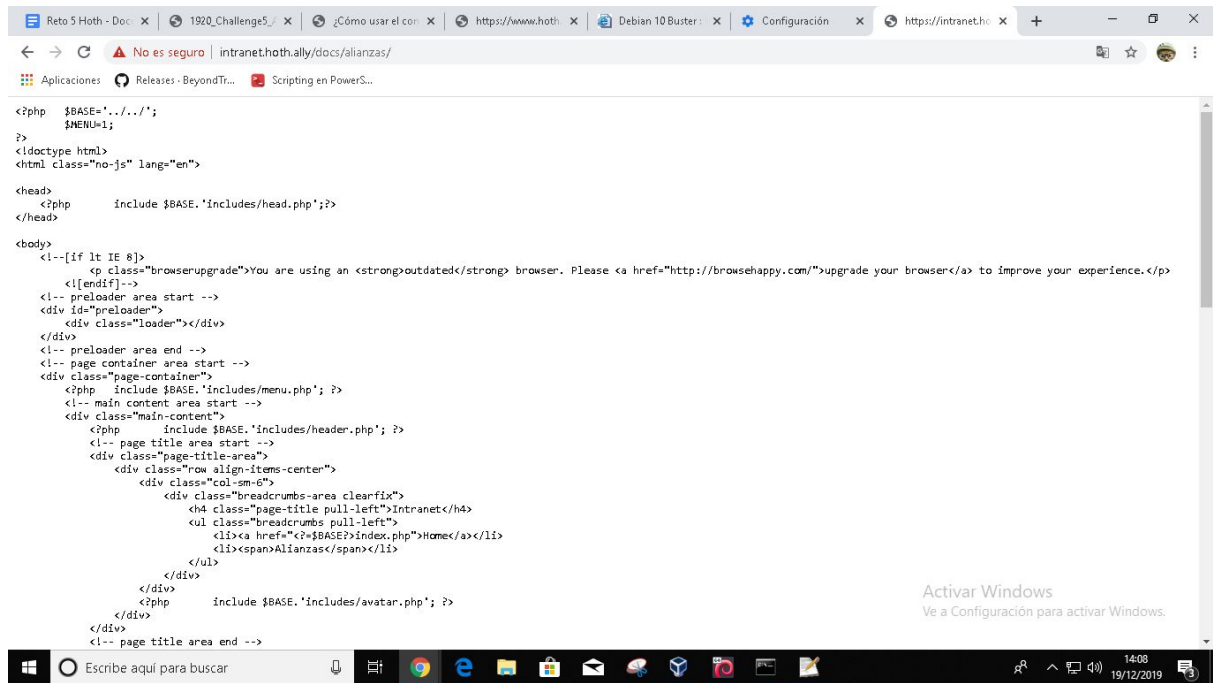 Reto 5 Hoth - Doc
1920_Challenge5_
¿Cómo usar el con
https://www.hoth.
Debian 10 Buster :
Configuración
https://intranet.ho
No es seguro | intranet.hoth.ally/docs/alianzas/
Aplicaciones
Releases · BeyondTr...
Scripting en PowerS...
<?php   $BASE='../../';
        $MENU=1;
?>
<!doctype html>
<html class="no-js" lang="en">
<head>
    <?php       include $BASE.'includes/head.php';?>
</head>
<body>
    <!--[if lt IE 8]>
            <p class="browserupgrade">You are using an <strong>outdated</strong> browser. Please <a href="http://browsehappy.com/">upgrade your browser</a> to improve your experience.</p>
        <![endif]-->
    <!-- preloader area start -->
    <div id="preloader">
        <div class="loader"></div>
    </div>
    <!-- preloader area end -->
    <!-- page container area start -->
    <div class="page-container">
        <?php   include $BASE.'includes/menu.php'; ?>
        <!-- main content area start -->
        <div class="main-content">
            <?php       include $BASE.'includes/header.php'; ?>
            <!-- page title area start -->
            <div class="page-title-area">
                <div class="row align-items-center">
                    <div class="col-sm-6">
                        <div class="breadcrumbs-area clearfix">
                            <h4 class="page-title pull-left">Intranet</h4>
                            <ul class="breadcrumbs pull-left">
                                <li><a href="<?=$BASE?>index.php">Home</a></li>
                                <li><span>Alianzas</span></li>
                            </ul>
                        </div>
                    </div>
                    <?php       include $BASE.'includes/avatar.php'; ?>
                </div>
            </div>
            <!-- page title area end -->
Activar Windows
Ve a Configuración para activar Windows.
Escribe aquí para buscar
14:08
19/12/2019
3